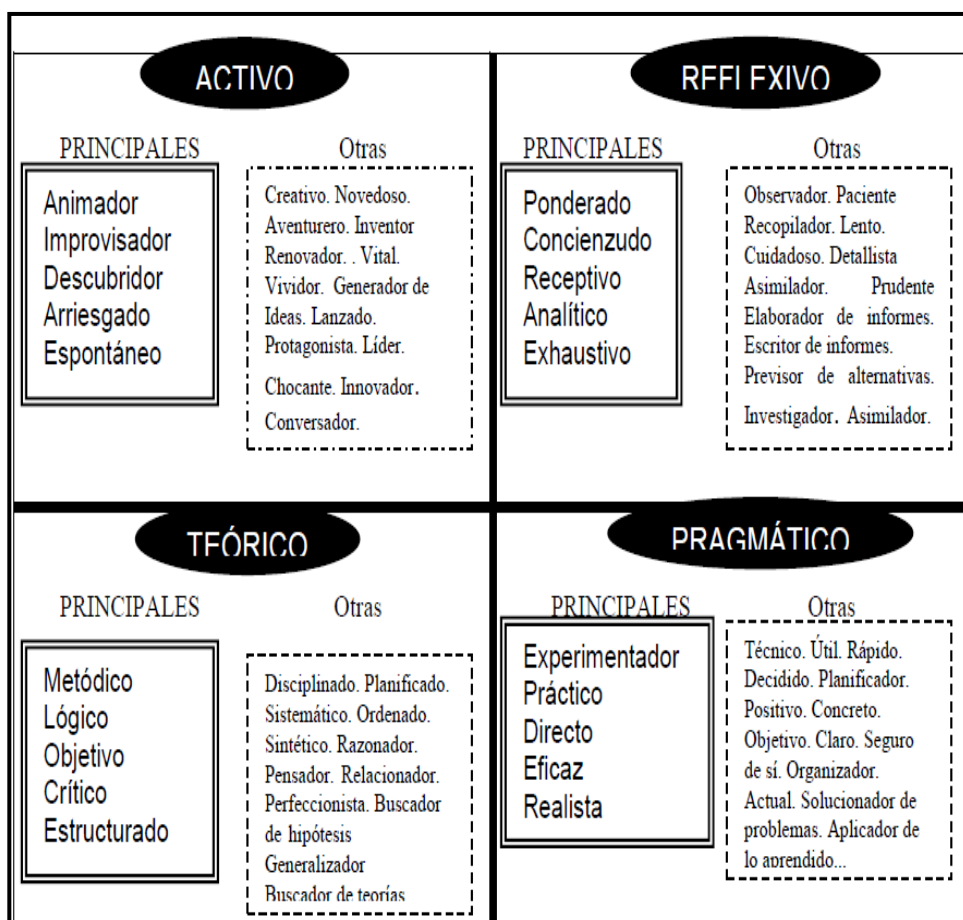 ACTIVO
PRINCIPALES
Animador
Improvisador
Descubridor
Arriesgado
Espontáneo
Otras
Creativo. Novedoso.
Aventurero. Inventor
Renovador. . Vital.
Vividor. Generador de
Ideas. Lanzado.
Protagonista. Líder.
Chocante. Innovador.
Conversador.
REFLEXIVO
PRINCIPALES
Ponderado
Concienzudo
Receptivo
Analítico
Exhaustivo
Otras
Observador. Paciente
Recopilador. Lento.
Cuidadoso. Detallista
Asimilador. Prudente
Elaborador de informes.
Escritor de informes.
Previsor de alternativas.
Investigador. Asimilador.
TEÓRICO
PRINCIPALES
Metódico
Lógico
Objetivo
Crítico
Estructurado
Otras
Disciplinado. Planificado.
Sistemático. Ordenado.
Sintético. Razonador.
Pensador. Relacionador.
Perfeccionista. Buscador
de hipótesis
Generalizador
Buscador de teorías
PRAGMÁTICO
PRINCIPALES
Experimentador
Práctico
Directo
Eficaz
Realista
Otras
Técnico. Útil. Rápido.
Decidido. Planificador.
Positivo. Concreto.
Objetivo. Claro. Seguro
de sí. Organizador.
Actual. Solucionador de
problemas. Aplicador de
lo aprendido...